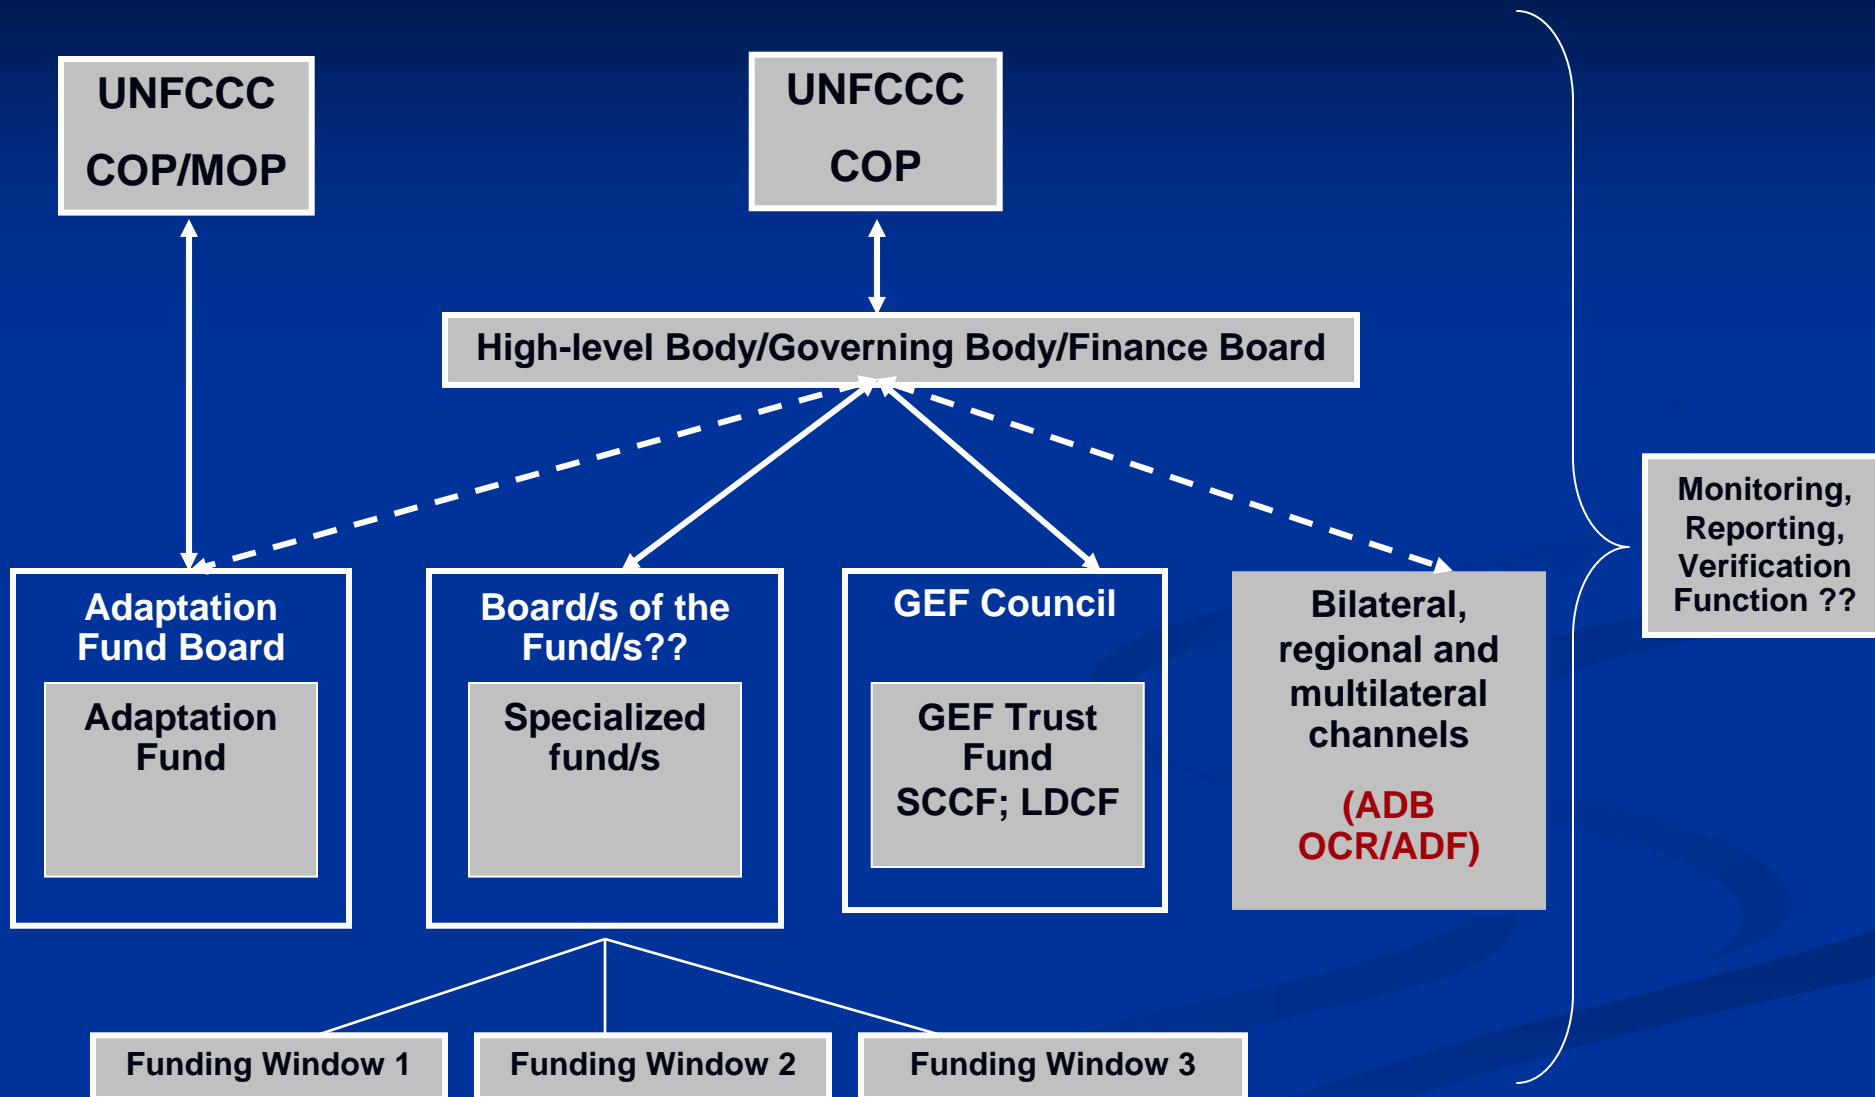 UNFCCC
COP/MOP
UNFCCC
COP
High-level Body/Governing Body/Finance Board
Monitoring,
Reporting,
Verification
Function ??
Adaptation
Fund Board
Adaptation
Fund
Board/s of the
Fund/s??
Specialized
fund/s
GEF Council
GEF Trust
Fund
SCCF; LDCF
Bilateral,
regional and
multilateral
channels
(ADB
OCR/ADF)
Funding Window 1
Funding Window 2
Funding Window 3